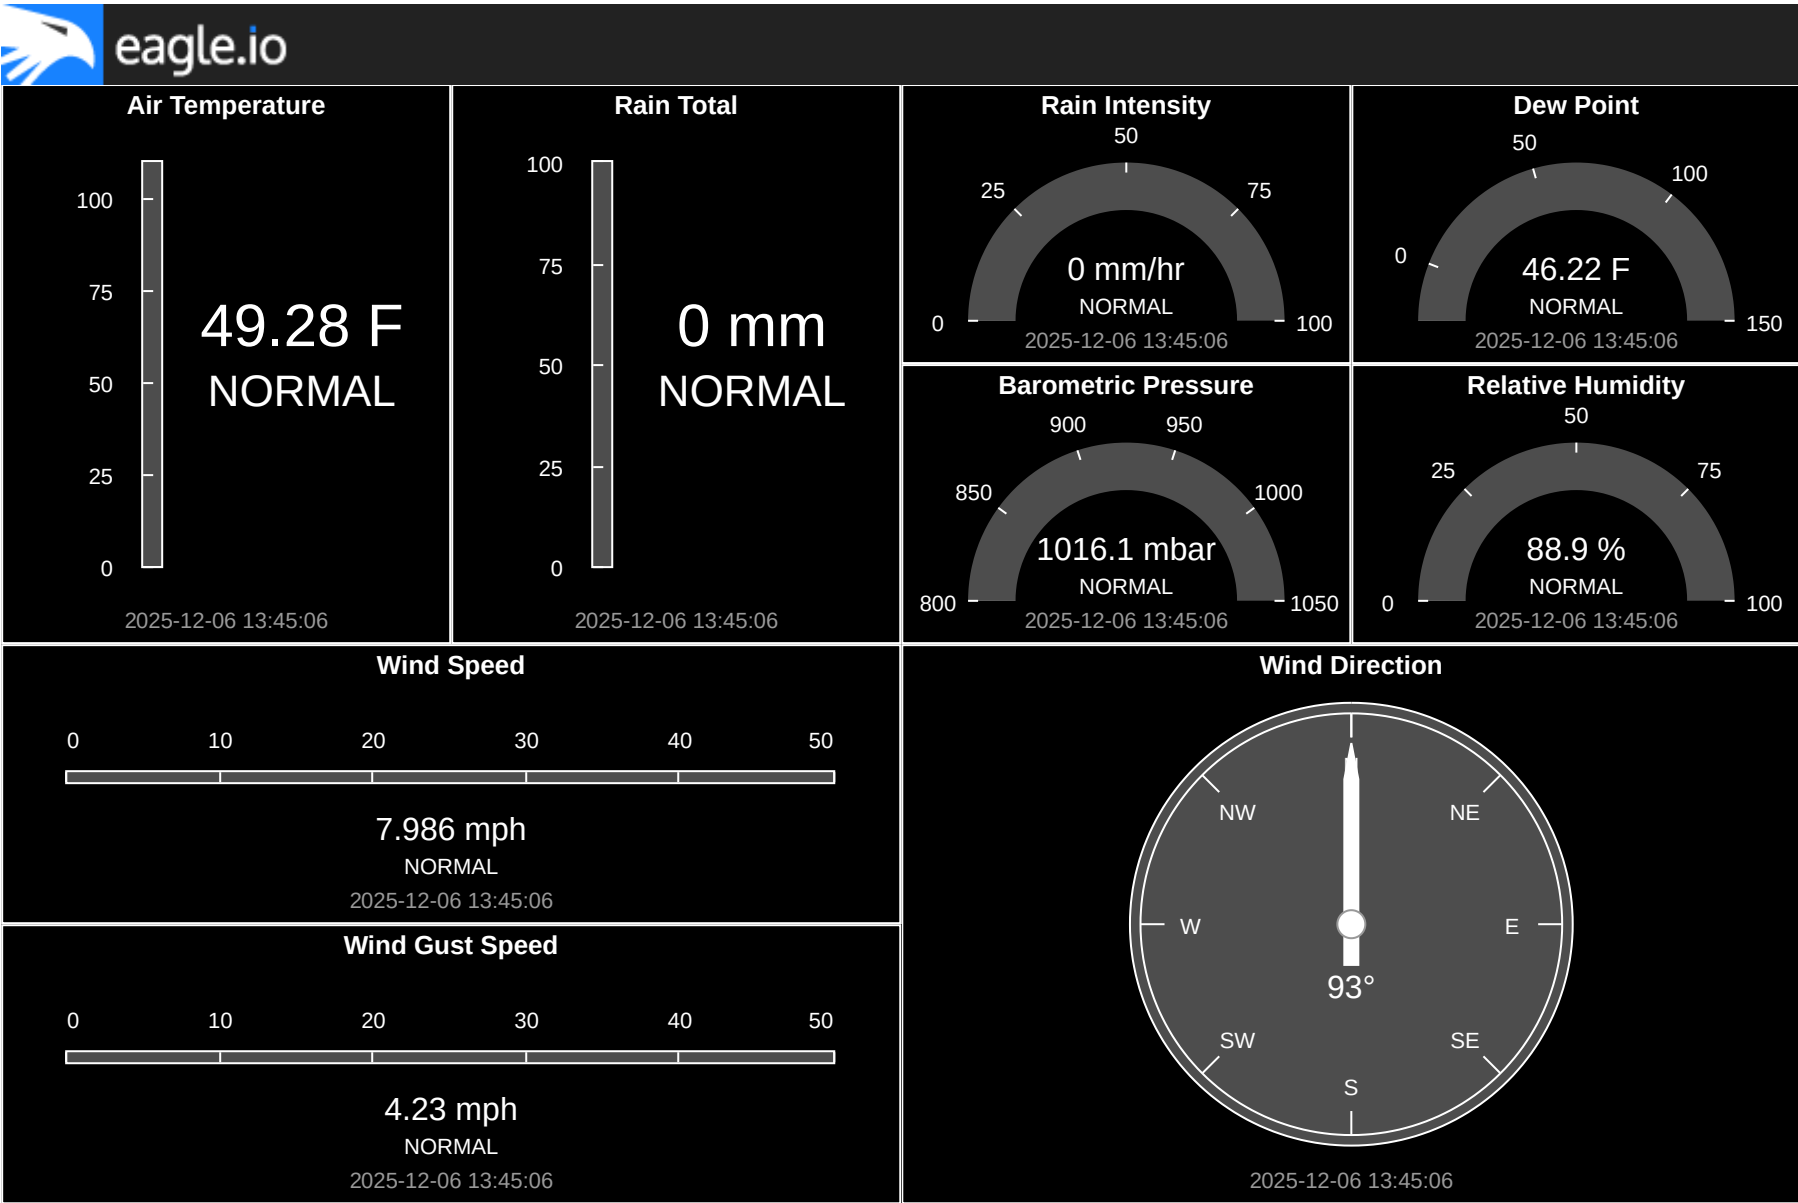 eagle.io
Air Temperature
100
75
50
25
0
49.28 F
NORMAL
2025-12-06 13:45:06
Rain Total
100
75
50
25
0
0 mm
NORMAL
2025-12-06 13:45:06
Rain Intensity
50
25
75
0
100
0 mm/hr
NORMAL
2025-12-06 13:45:06
Dew Point
50
100
0
150
46.22 F
NORMAL
2025-12-06 13:45:06
Barometric Pressure
900
950
850
1000
800
1050
1016.1 mbar
NORMAL
2025-12-06 13:45:06
Relative Humidity
50
25
75
0
100
88.9 %
NORMAL
2025-12-06 13:45:06
Wind Speed
0 10 20 30 40 50
7.986 mph
NORMAL
2025-12-06 13:45:06
Wind Gust Speed
0 10 20 30 40 50
4.23 mph
NORMAL
2025-12-06 13:45:06
Wind Direction
NW NE
W E
93°
SW SE
S
2025-12-06 13:45:06